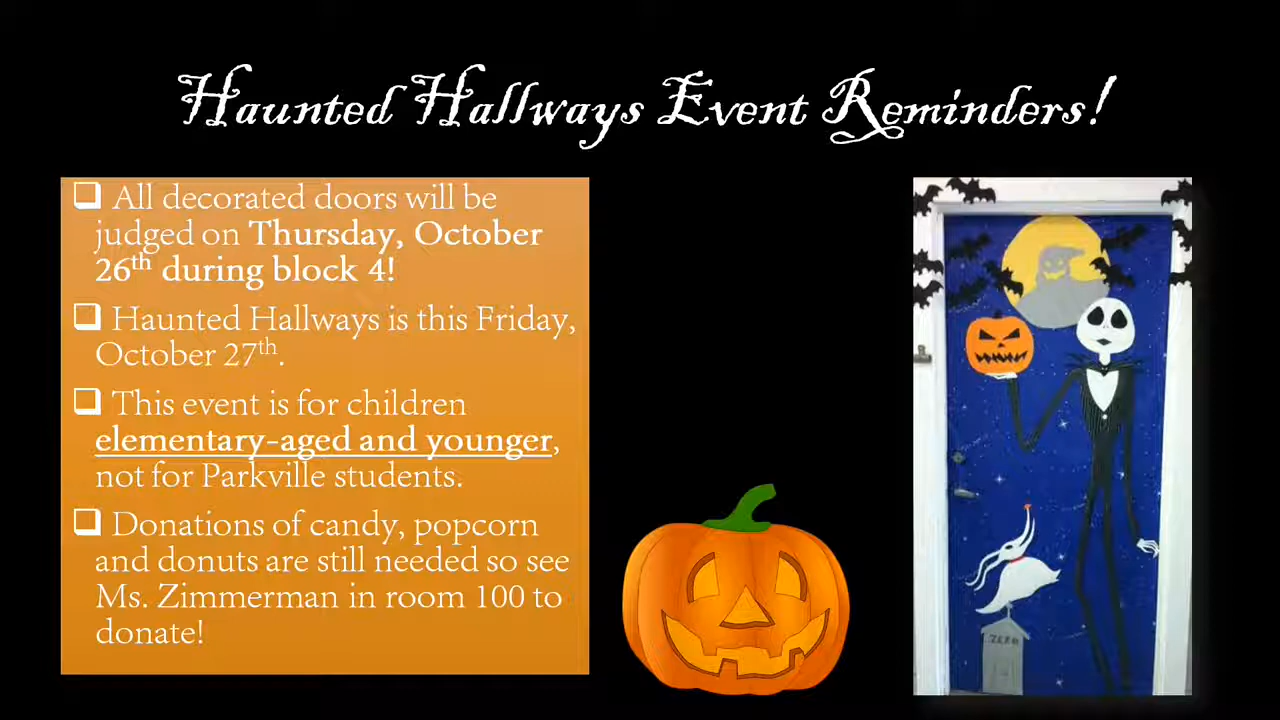 Haunted Hallways Event Reminders!
❑ All decorated doors will be
judged on Thursday, October
26th during block 4!
❑ Haunted Hallways is this Friday,
October 27th.
❑ This event is for children
elementary-aged and younger,
not for Parkville students.
❑ Donations of candy, popcorn
and donuts are still needed so see
Ms. Zimmerman in room 100 to
donate!
ZERO